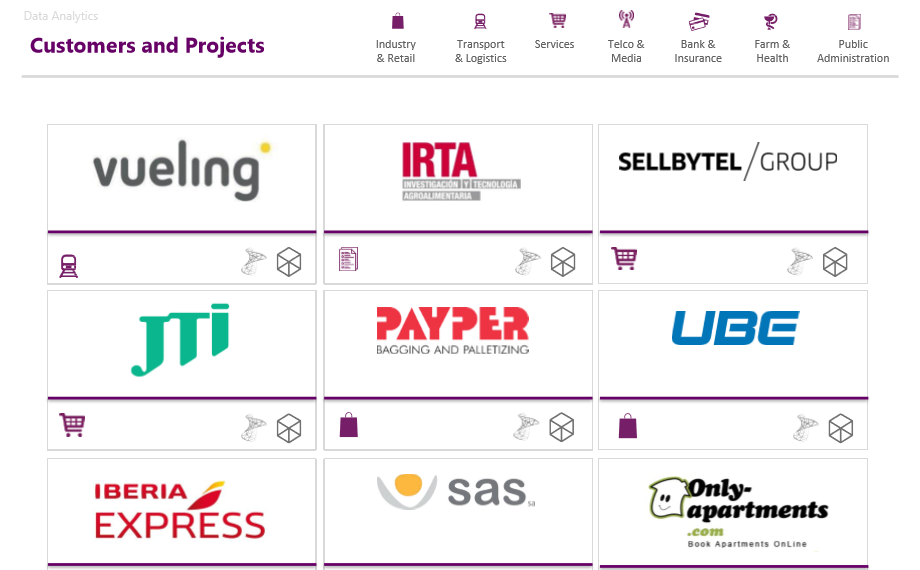 Data Analytics
Customers and Projects
Industry
& Retail
Transport
& Logistics
Services
Telco &
Media
Bank &
Insurance
Farm &
Health
Public
Administration
vueling
IRTA
INVESTIGACIÓN Y TECNOLOGÍA
AGROALIMENTARIA
SELLBYTEL/GROUP
JTi
PAYPER
BAGGING AND PALLETIZING
UBE
IBERIA
EXPRESS
sas sa
Only-
apartments
.com
Book Apartments OnLine